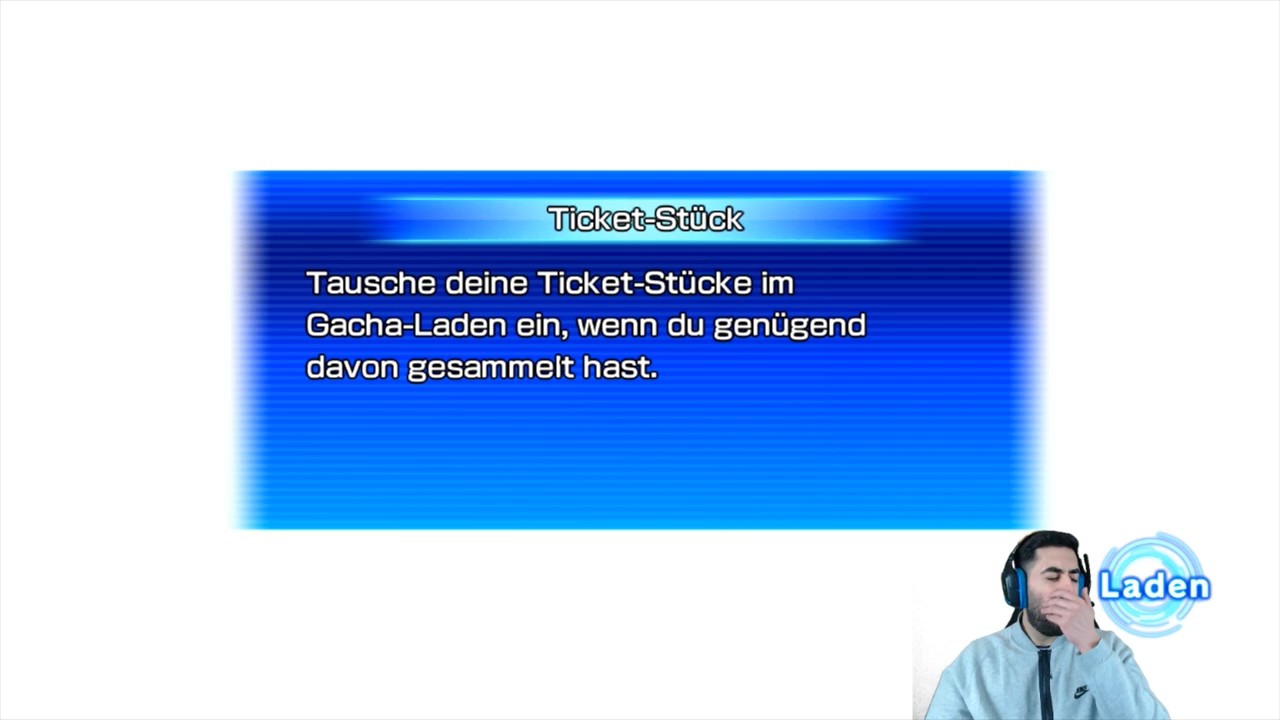 Ticket-Stück
Tausche deine Ticket-Stücke im
Gacha-Laden ein, wenn du genügend
davon gesammelt hast.
Laden